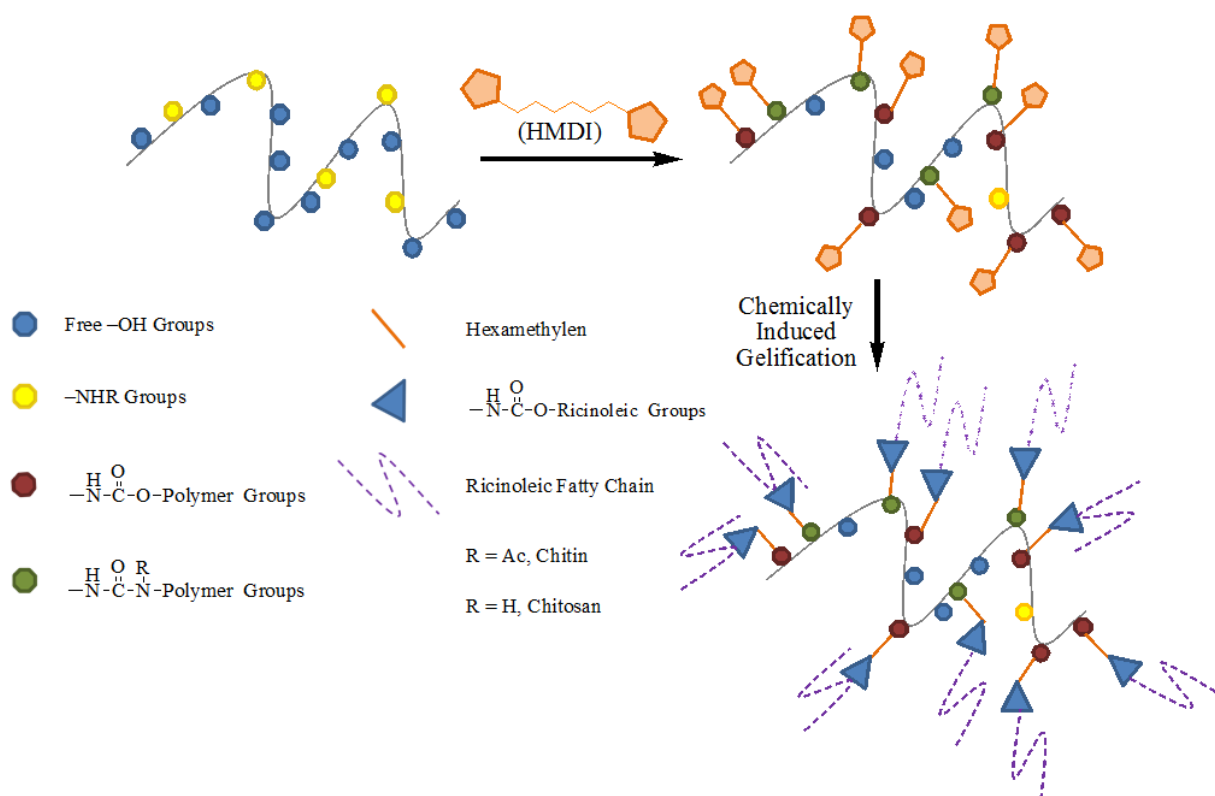 (HMDI)
Chemically
Induced
Gelification
Free –OH Groups
Hexamethylen
–NHR Groups
H O
–N–C–O–Ricinoleic Groups
H O
–N–C–O–Polymer Groups
Ricinoleic Fatty Chain
H O R
–N–C–N–Polymer Groups
R = Ac, Chitin
R = H, Chitosan